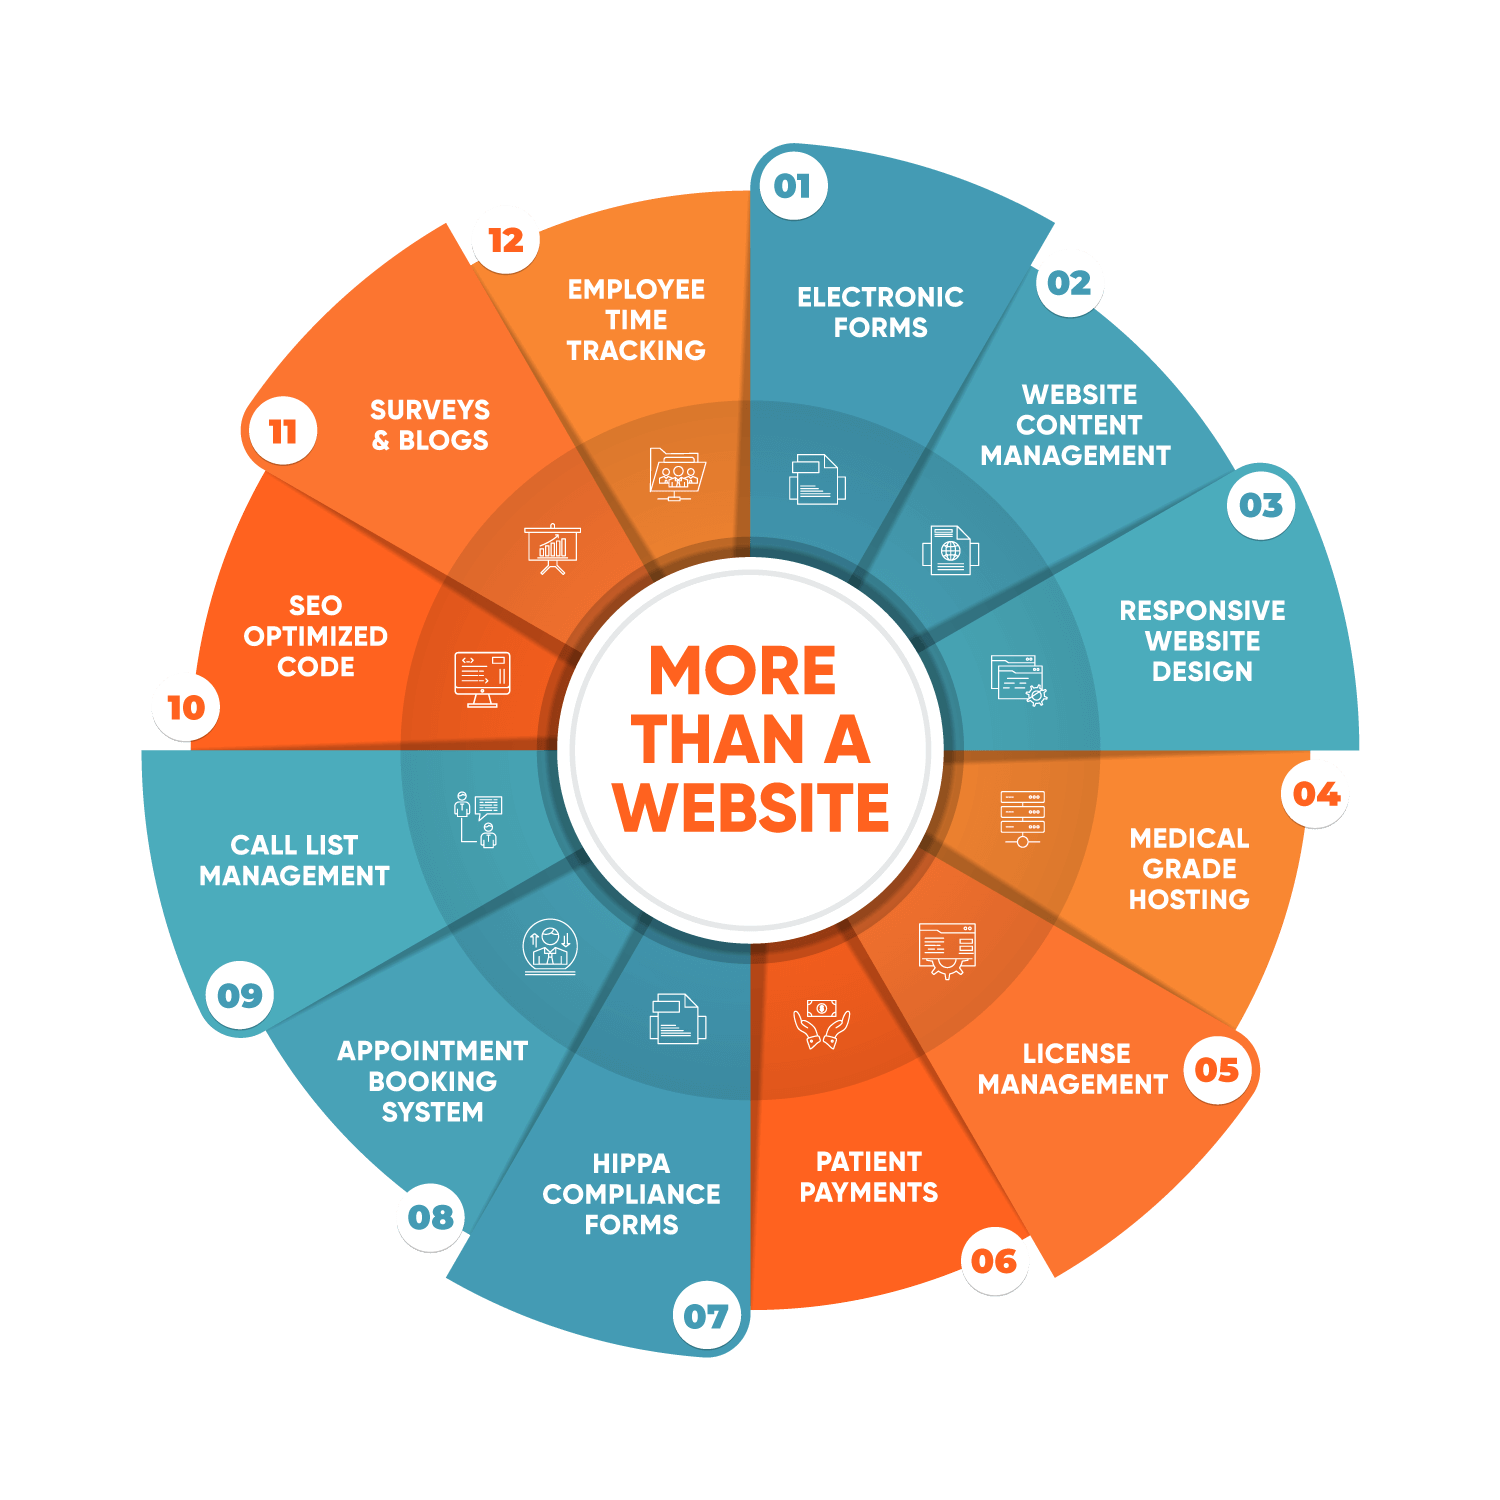 MORE
THAN A
WEBSITE
01
ELECTRONIC
FORMS
02
WEBSITE
CONTENT
MANAGEMENT
03
RESPONSIVE
WEBSITE
DESIGN
04
MEDICAL
GRADE
HOSTING
05
LICENSE
MANAGEMENT
06
PATIENT
PAYMENTS
07
HIPPA
COMPLIANCE
FORMS
08
APPOINTMENT
BOOKING
SYSTEM
09
CALL LIST
MANAGEMENT
10
SEO
OPTIMIZED
CODE
11
SURVEYS
& BLOGS
12
EMPLOYEE
TIME
TRACKING